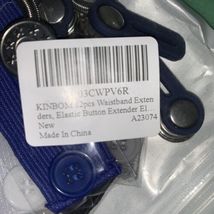 03CWPV6R
KINBOM 12pcs Waistband Exten
ders, Elastic Button Extender El...
New
A23074
Made In China